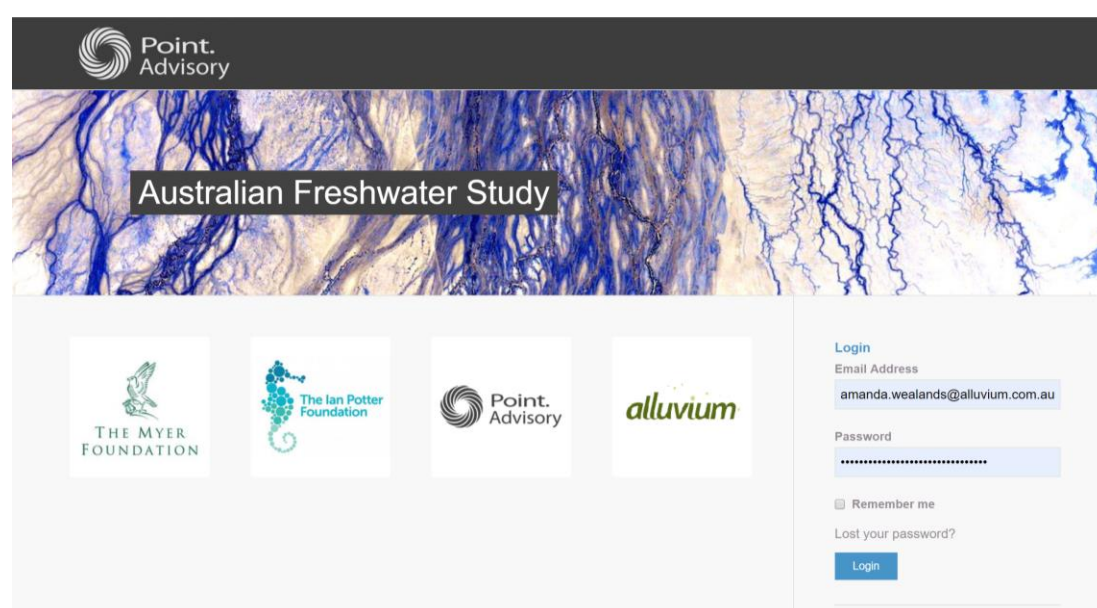 Point.
Advisory
Australian Freshwater Study
THE MYER
FOUNDATION
The Ian Potter
Foundation
Point.
Advisory
alluvium
Login
Email Address
amanda.wealands@alluvium.com.au
Password
••••••••••••••••••••••••••••••••
Remember me
Lost your password?
Login